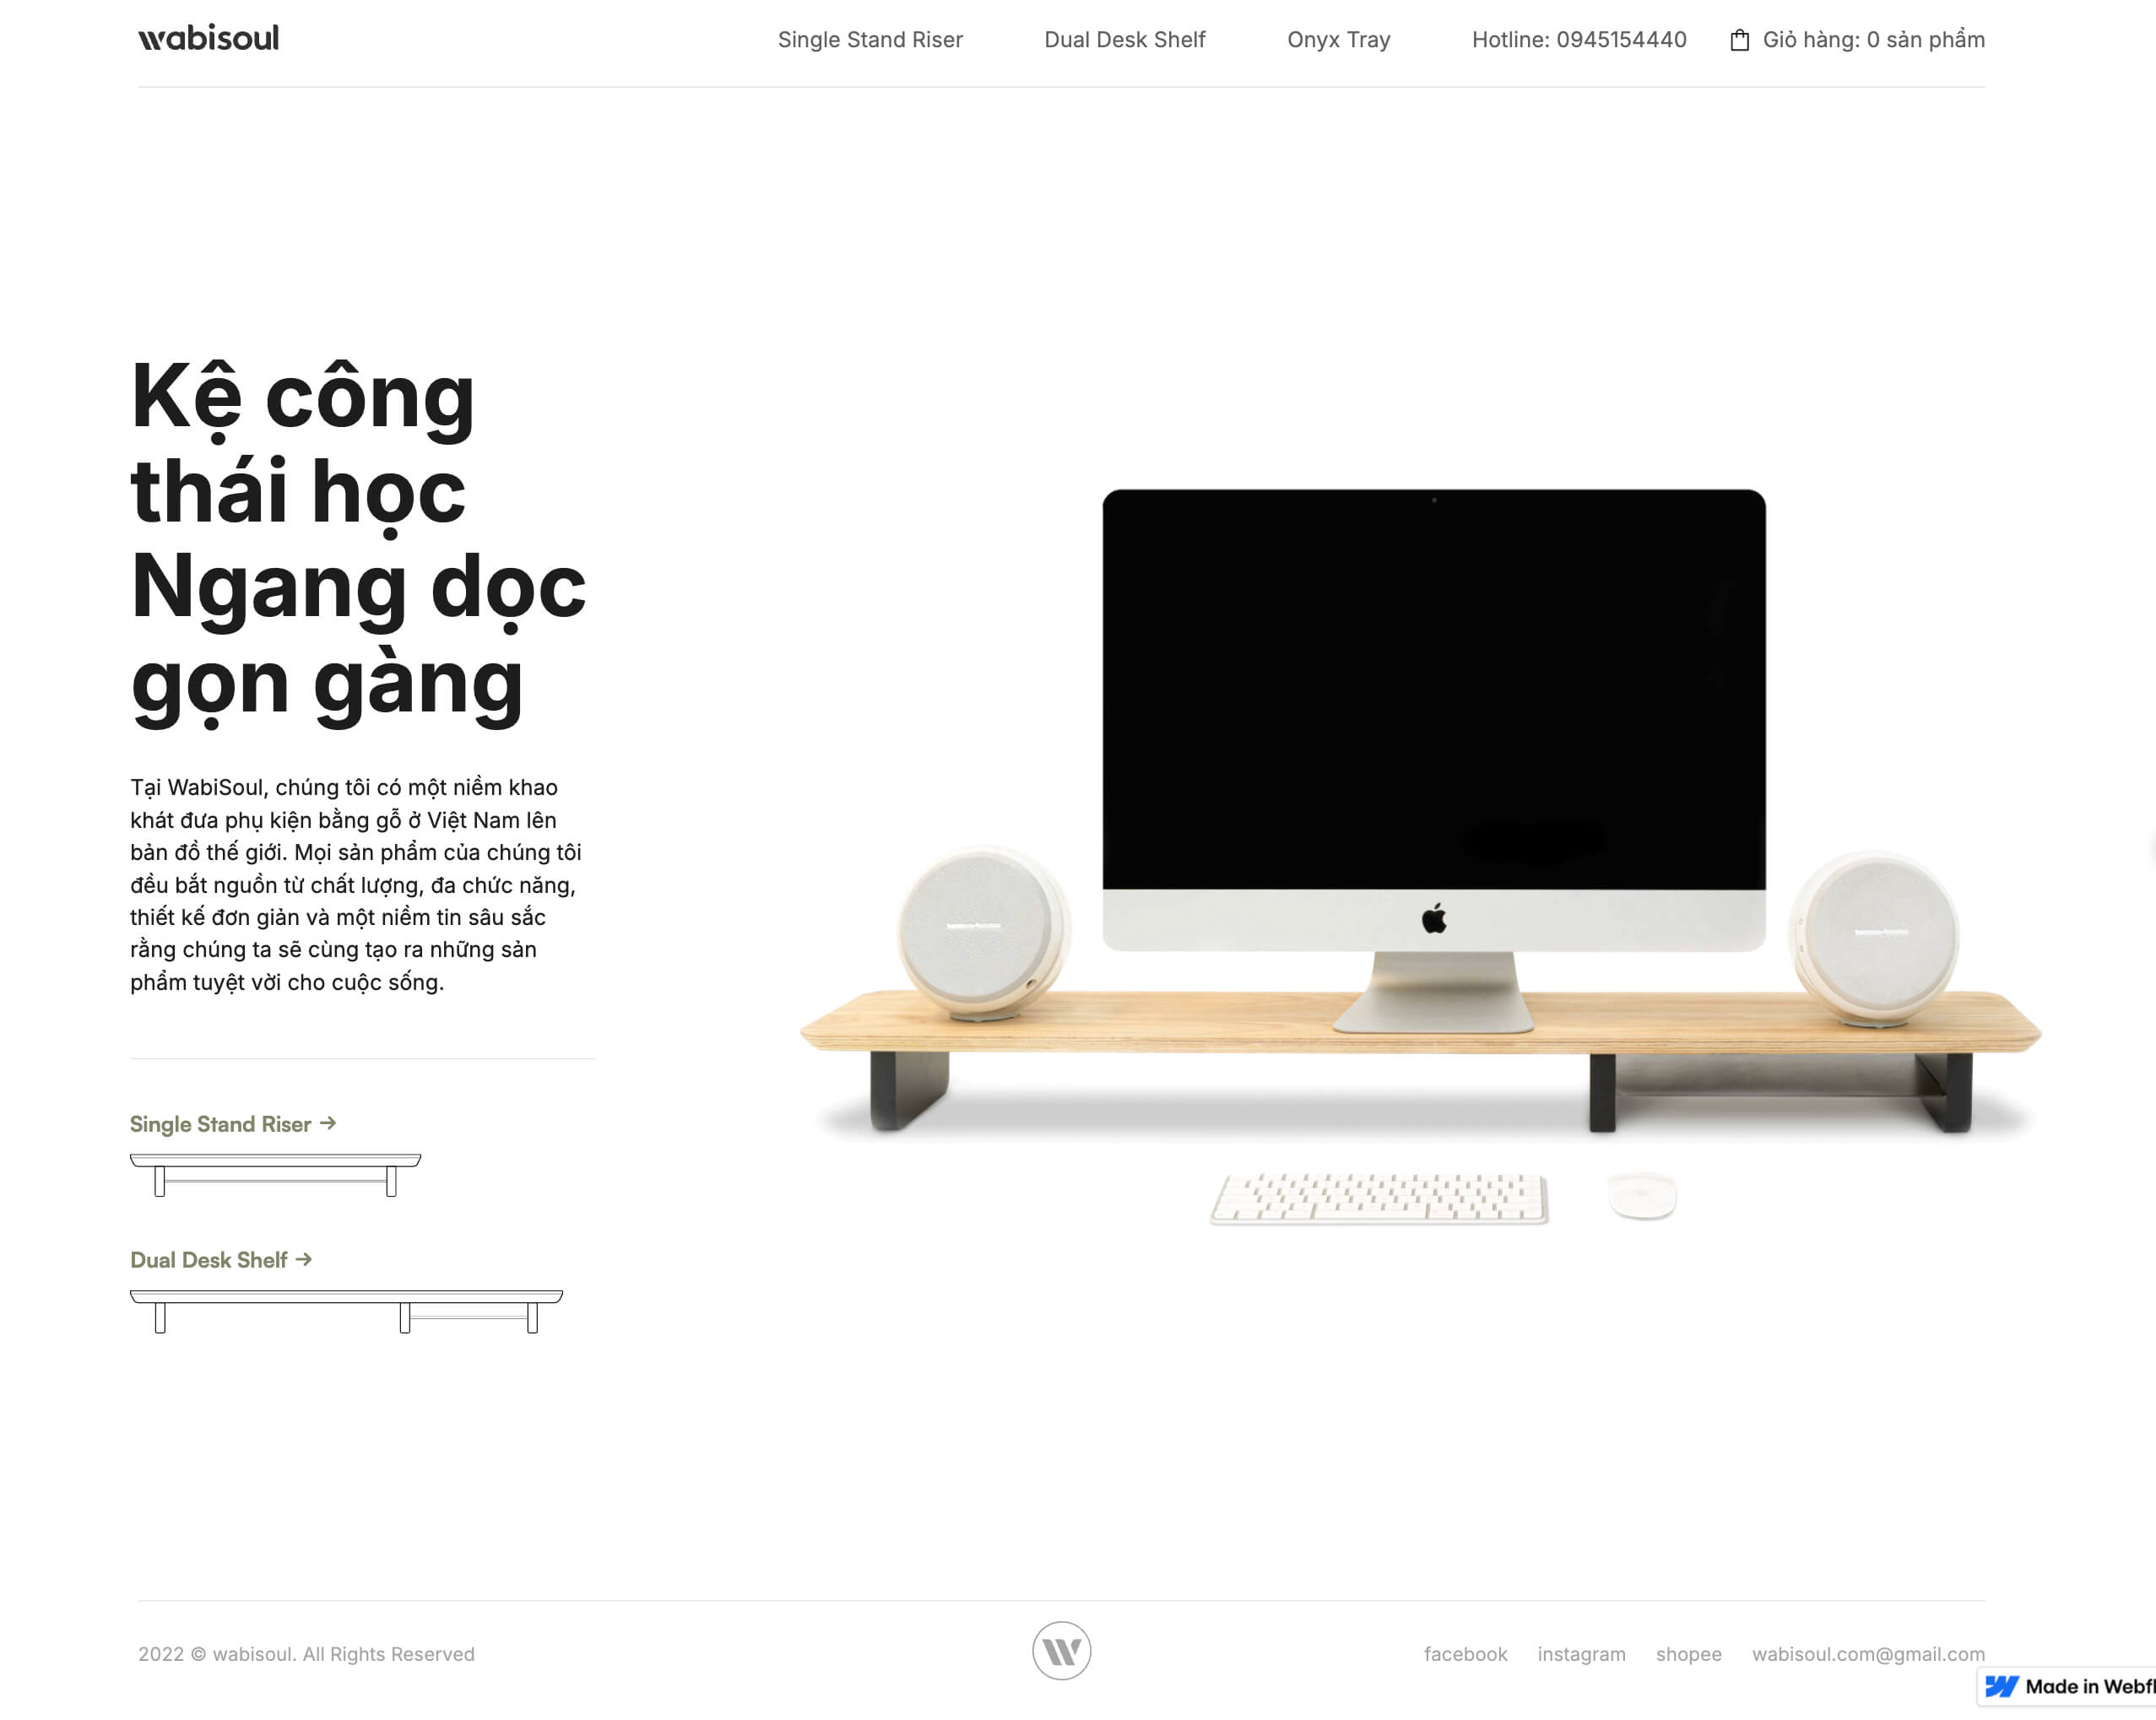 wabisoul
Single Stand Riser
Dual Desk Shelf
Onyx Tray
Hotline: 0945154440
Giỏ hàng: 0 sản phẩm
Kệ công
thái học
Ngang dọc
gọn gàng
Tại WabiSoul, chúng tôi có một niềm khao
khát đưa phụ kiện bằng gỗ ở Việt Nam lên
bản đồ thế giới. Mọi sản phẩm của chúng tôi
đều bắt nguồn từ chất lượng, đa chức năng,
thiết kế đơn giản và một niềm tin sâu sắc
rằng chúng ta sẽ cùng tạo ra những sản
phẩm tuyệt vời cho cuộc sống.
Single Stand Riser →
Dual Desk Shelf →
2022 © wabisoul. All Rights Reserved
W
facebook
instagram
shopee
wabisoul.com@gmail.com
Made in